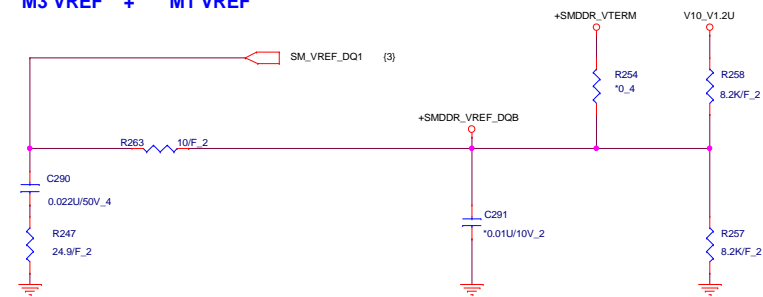 M3 VREF + M1 VREF
+SMDDR_VTERM V10_V1.2U
SM_VREF_DQ1 {3}
R254
*0_4
R258
8.2K/F_2
+SMDDR_VREF_DQB
R263 10/F_2
C290
0.022U/50V_4
C291
*0.01U/10V_2
R247
24.9/F_2
R257
8.2K/F_2